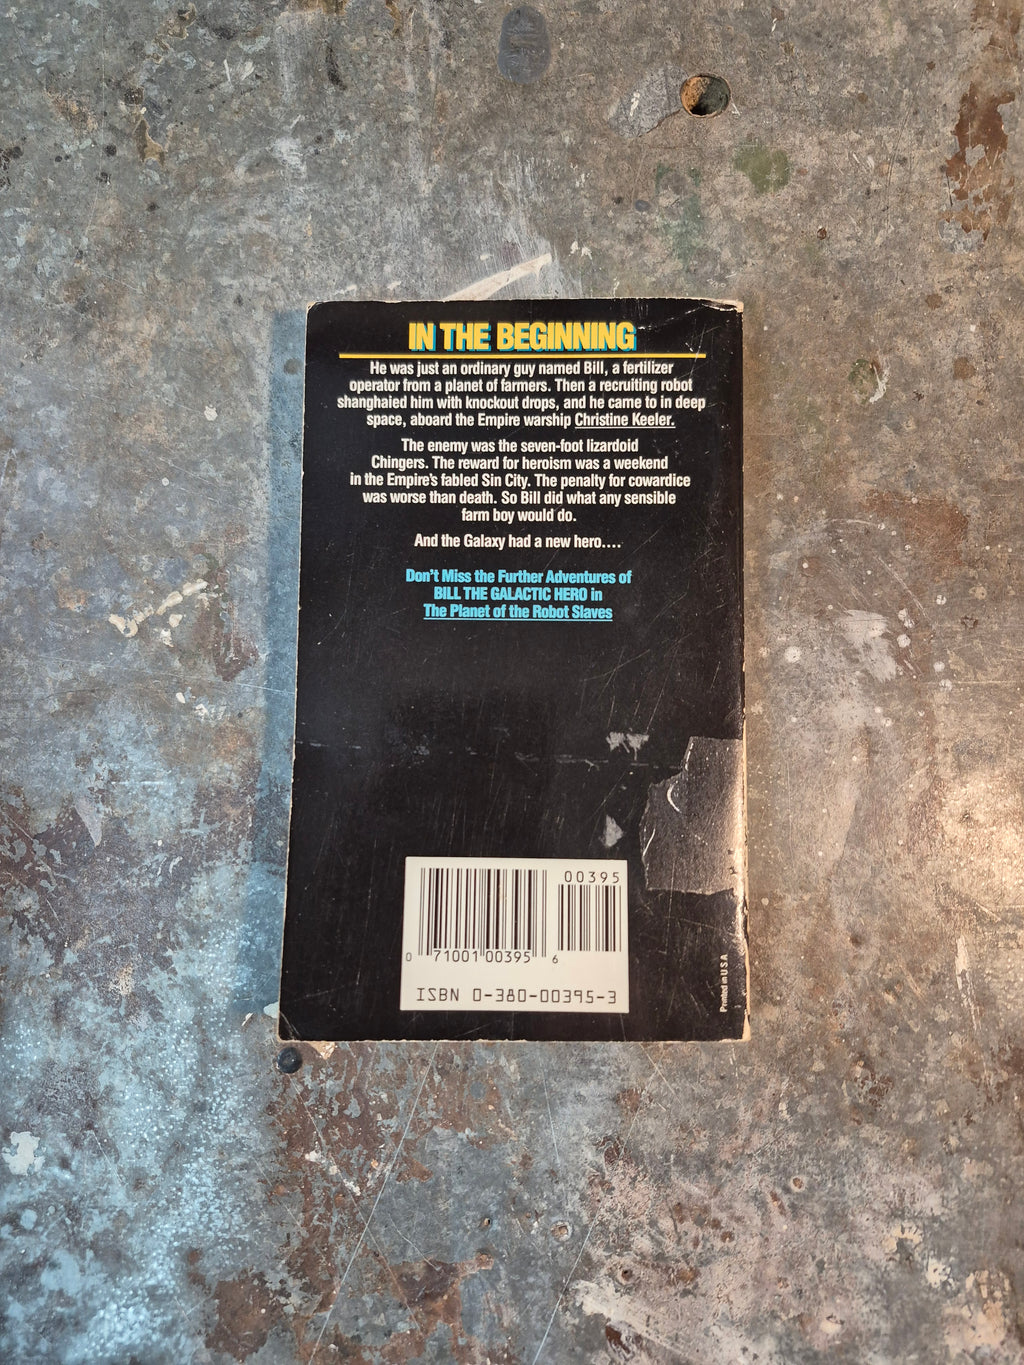 IN THE BEGINNING
He was just an ordinary guy named Bill, a fertilizer
operator from a planet of farmers. Then a recruiting robot
shanghaied him with knockout drops, and he came to in deep
space, aboard the Empire warship Christine Keeler.
The enemy was the seven-foot lizardoid
Chingers. The reward for heroism was a weekend
in the Empire's fabled Sin City. The penalty for cowardice
was worse than death. So Bill did what any sensible
farm boy would do.
And the Galaxy had a new hero....
Don't Miss the Further Adventures of
BILL THE GALACTIC HERO in
The Planet of the Robot Slaves
00395
0 71001 00395 6
ISBN 0-380-00395-3
Printed in USA